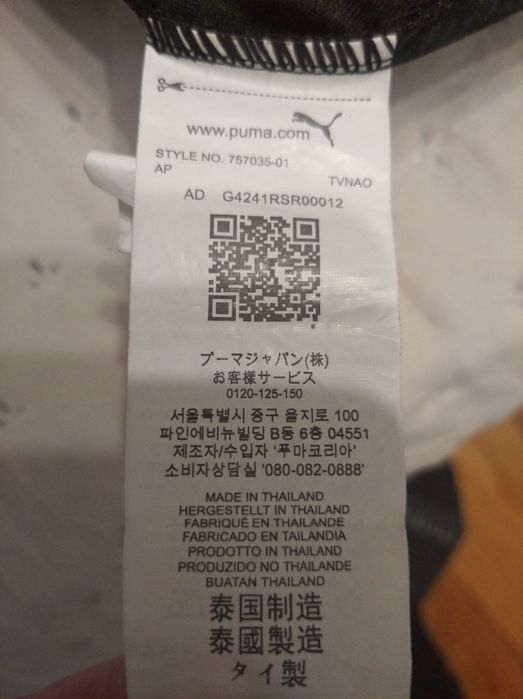 www.puma.com
STYLE NO. 757035-01
AP
TVNAO
AD G4241RSR00012
プーマジャパン(株)
お客様サービス
0120-125-150
서울특별시 중구 을지로 100
파인에비뉴빌딩 B동 6층 04551
제조자/수입자 '푸마코리아'
소비자상담실 '080-082-0888'
MADE IN THAILAND
HERGESTELLT IN THAILAND
FABRIQUÉ EN THAILANDE
FABRICADO EN TAILANDIA
PRODOTTO IN THAILAND
PRODUZIDO NO THAILANDE
BUATAN THAILAND
泰国制造
泰國製造
タイ製